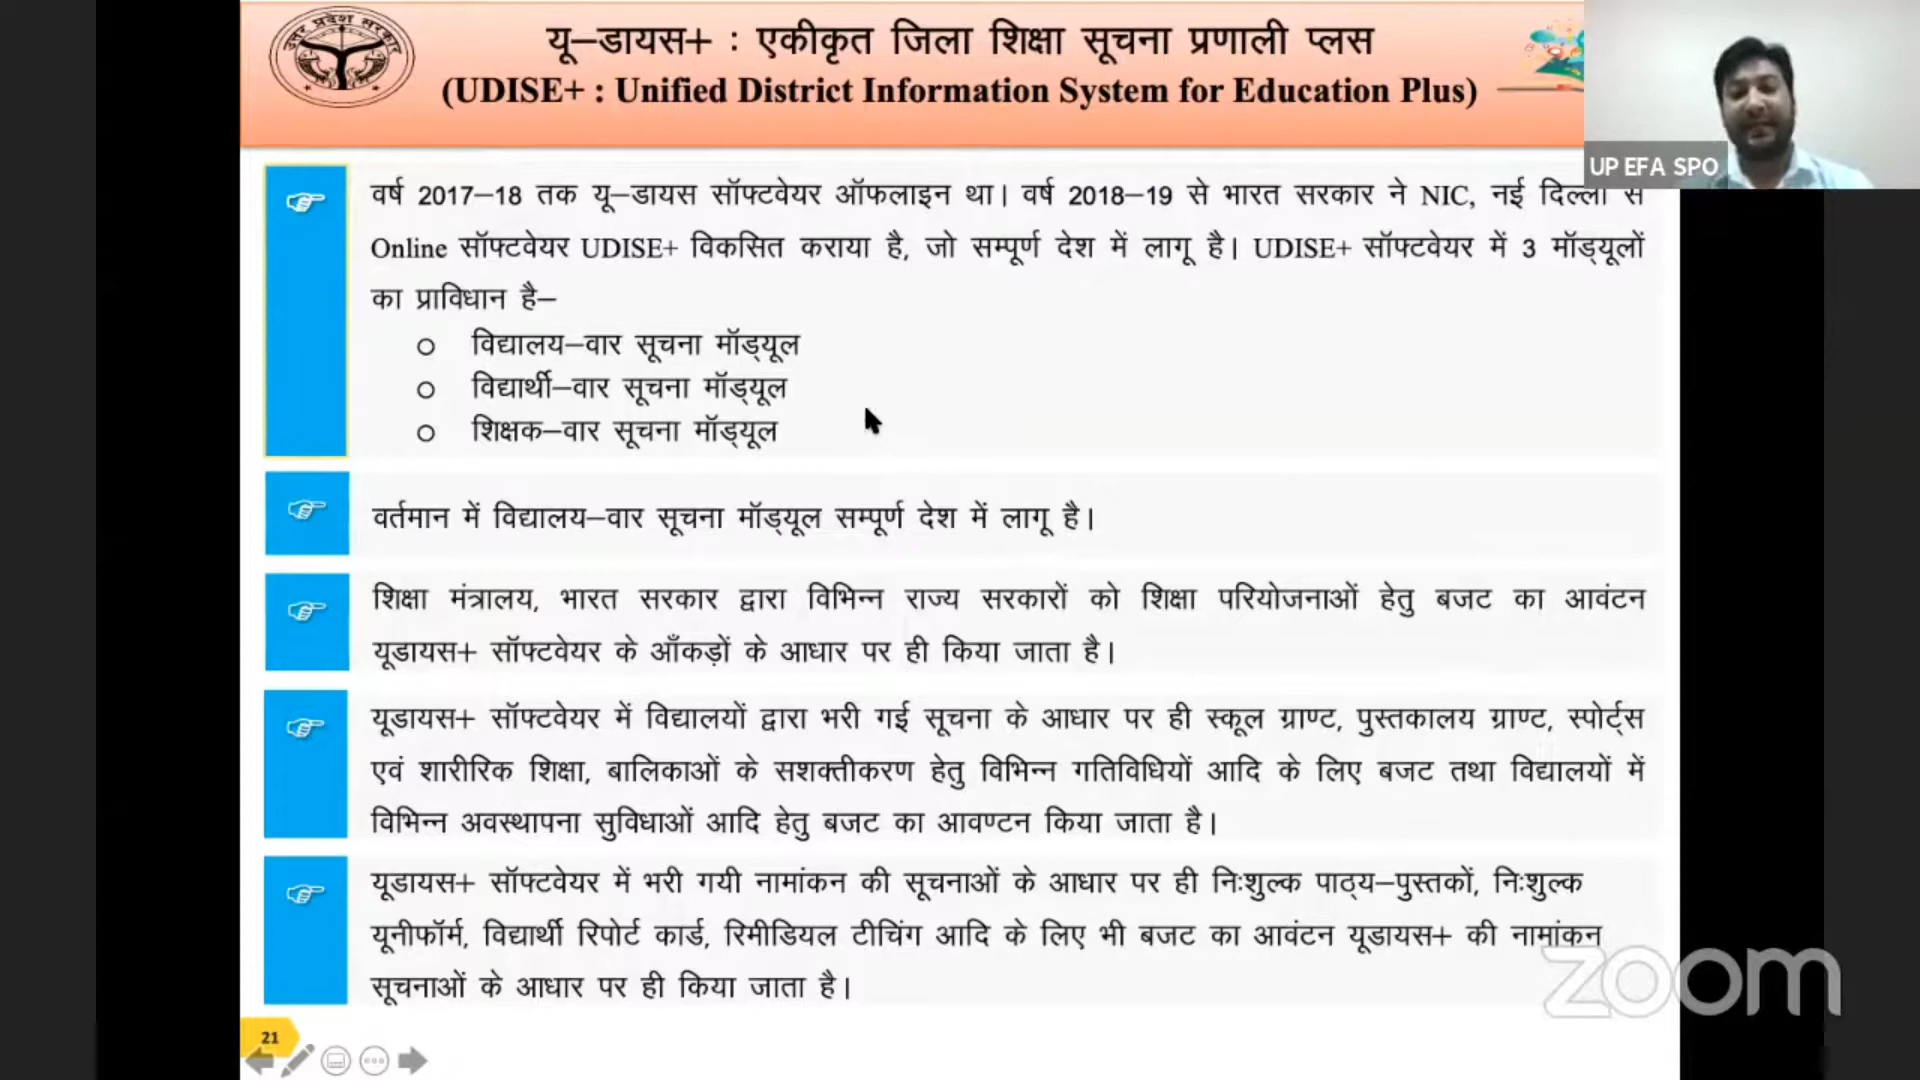 उत्तर प्रदेश सरकार
यू–डायस+ : एकीकृत जिला शिक्षा सूचना प्रणाली प्लस
(UDISE+ : Unified District Information System for Education Plus)
UP EFA SPO
वर्ष 2017–18 तक यू–डायस सॉफ्टवेयर ऑफलाइन था। वर्ष 2018–19 से भारत सरकार ने NIC, नई दिल्ली से
Online सॉफ्टवेयर UDISE+ विकसित कराया है, जो सम्पूर्ण देश में लागू है। UDISE+ सॉफ्टवेयर में 3 मॉड्यूलों
का प्राविधान है–
o विद्यालय–वार सूचना मॉड्यूल
o विद्यार्थी–वार सूचना मॉड्यूल
o शिक्षक–वार सूचना मॉड्यूल
वर्तमान में विद्यालय–वार सूचना मॉड्यूल सम्पूर्ण देश में लागू है।
शिक्षा मंत्रालय, भारत सरकार द्वारा विभिन्न राज्य सरकारों को शिक्षा परियोजनाओं हेतु बजट का आवंटन
यूडायस+ सॉफ्टवेयर के आँकड़ों के आधार पर ही किया जाता है।
यूडायस+ सॉफ्टवेयर में विद्यालयों द्वारा भरी गई सूचना के आधार पर ही स्कूल ग्राण्ट, पुस्तकालय ग्राण्ट, स्पोर्ट्स
एवं शारीरिक शिक्षा, बालिकाओं के सशक्तीकरण हेतु विभिन्न गतिविधियों आदि के लिए बजट तथा विद्यालयों में
विभिन्न अवस्थापना सुविधाओं आदि हेतु बजट का आवण्टन किया जाता है।
यूडायस+ सॉफ्टवेयर में भरी गयी नामांकन की सूचनाओं के आधार पर ही निःशुल्क पाठ्य–पुस्तकों, निःशुल्क
यूनीफॉर्म, विद्यार्थी रिपोर्ट कार्ड, रिमीडियल टीचिंग आदि के लिए भी बजट का आवंटन यूडायस+ की नामांकन
सूचनाओं के आधार पर ही किया जाता है।
zoom
21